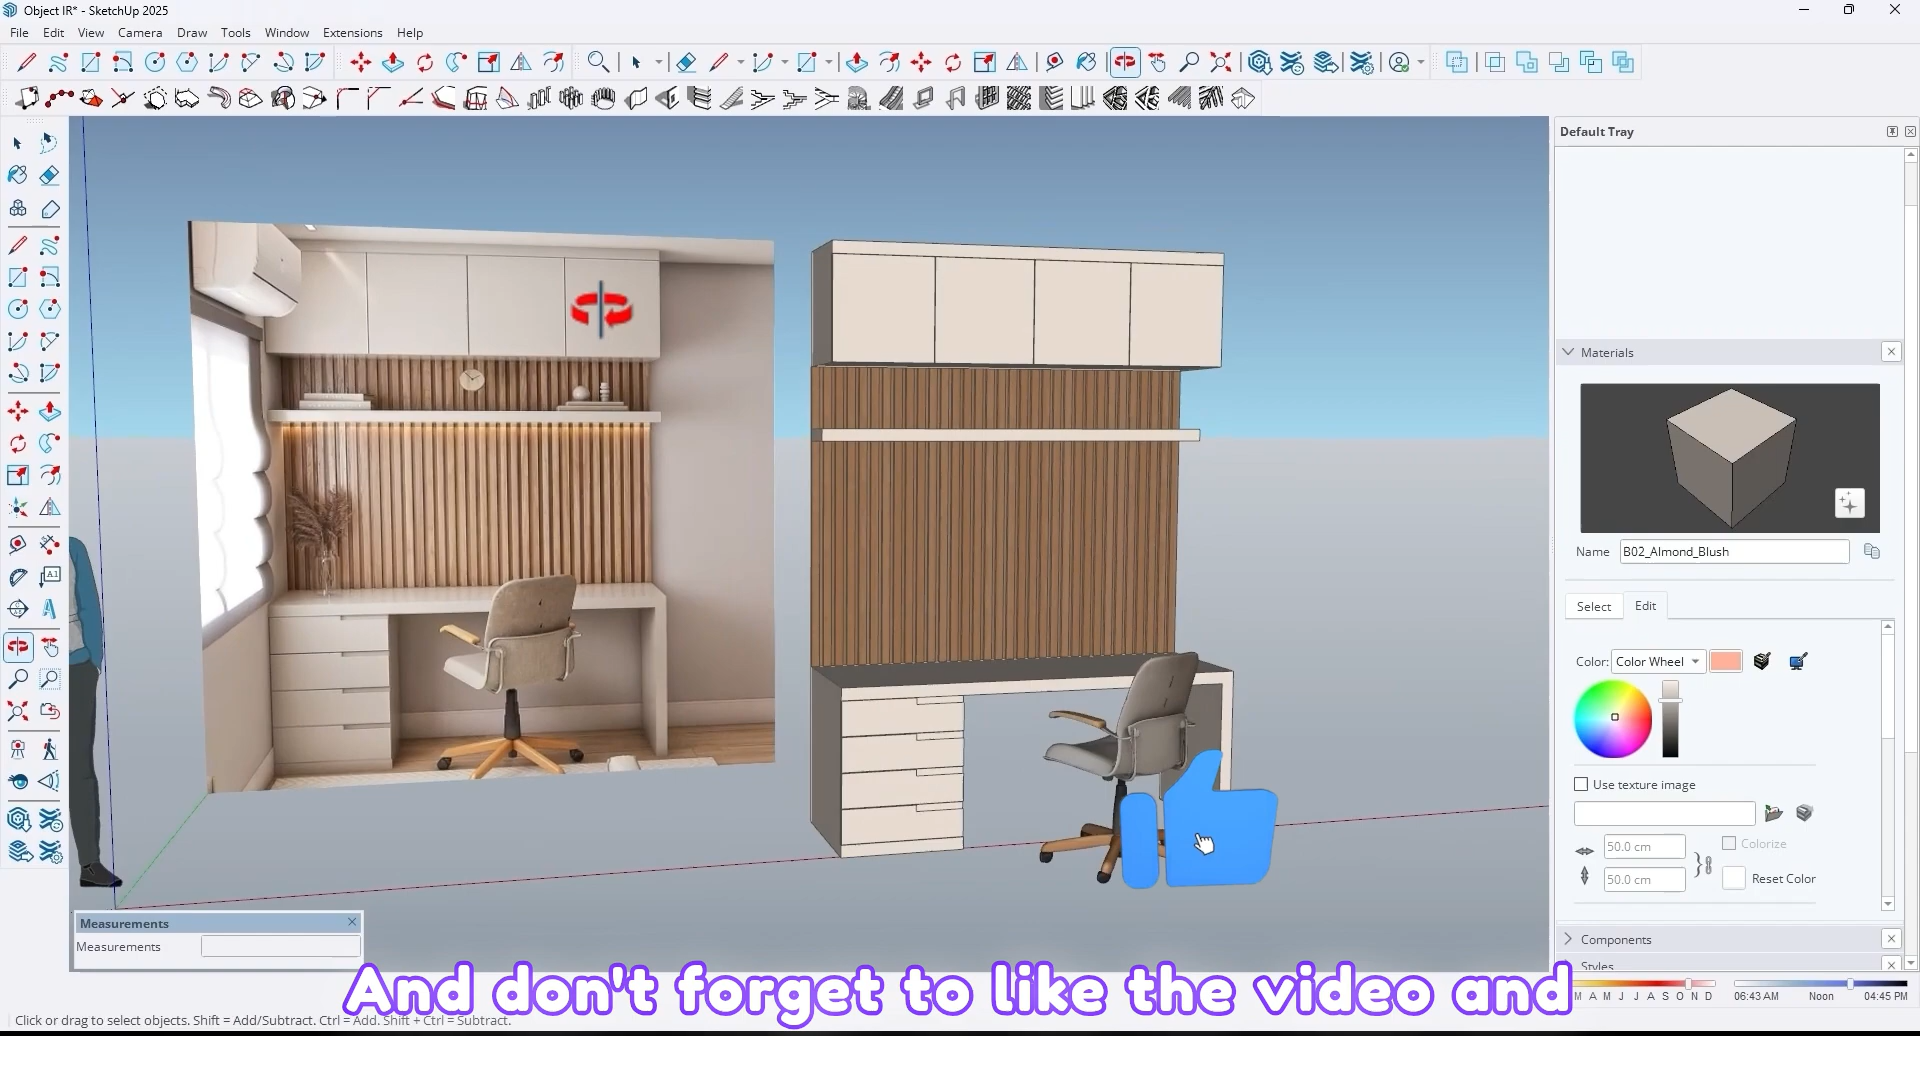 Object IR* - SketchUp 2025
File Edit View Camera Draw Tools Window Extensions Help
Default Tray
Materials
Name B02_Almond_Blush
Select Edit
Color: Color Wheel
Use texture image
50.0 cm
Colorize
50.0 cm
Reset Color
A1
Measurements
Measurements
Components
Styles
And don't forget to like the video and
M A M J J A S O N D 06:43 AM Noon 04:45 PM
Click or drag to select objects. Shift = Add/Subtract. Ctrl = Add. Shift + Ctrl = Subtract.